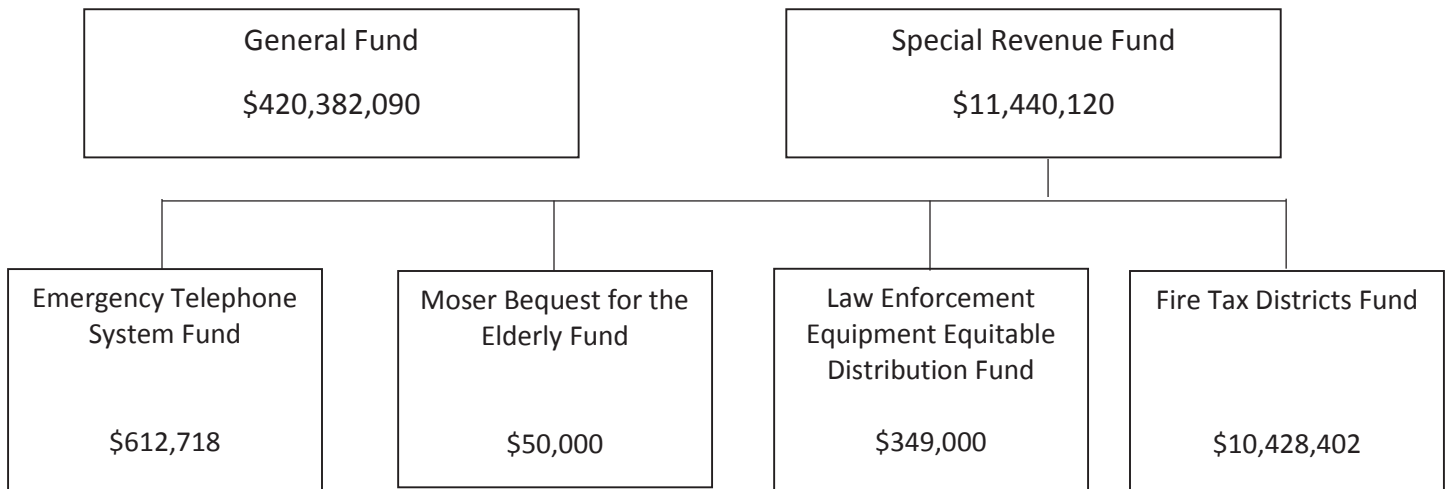 General Fund
$420,382,090
Special Revenue Fund
$11,440,120
Emergency Telephone
System Fund
$612,718
Moser Bequest for the
Elderly Fund
$50,000
Law Enforcement
Equipment Equitable
Distribution Fund
$349,000
Fire Tax Districts Fund
$10,428,402